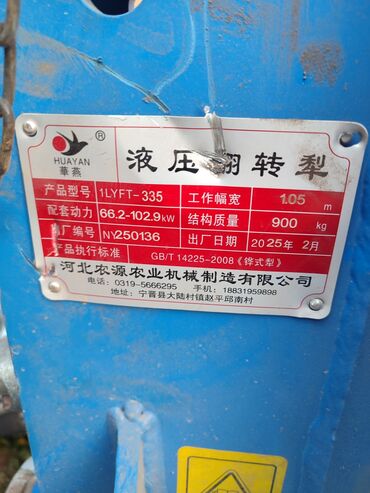 HUAYAN ®
華燕
液压翻转犁
产品型号 1LYFT-335 工作幅宽 1.05 m
配套动力 66.2-102.9kW 结构质量 900 kg
出厂编号 NY250136 出厂日期 2025年2月
产品执行标准 GB/T 14225-2008《铧式犁》
河北农源农业机械制造有限公司
电话：0319-5666295 手机：18831959898
地址：宁晋县大陆村镇赵平邱南村